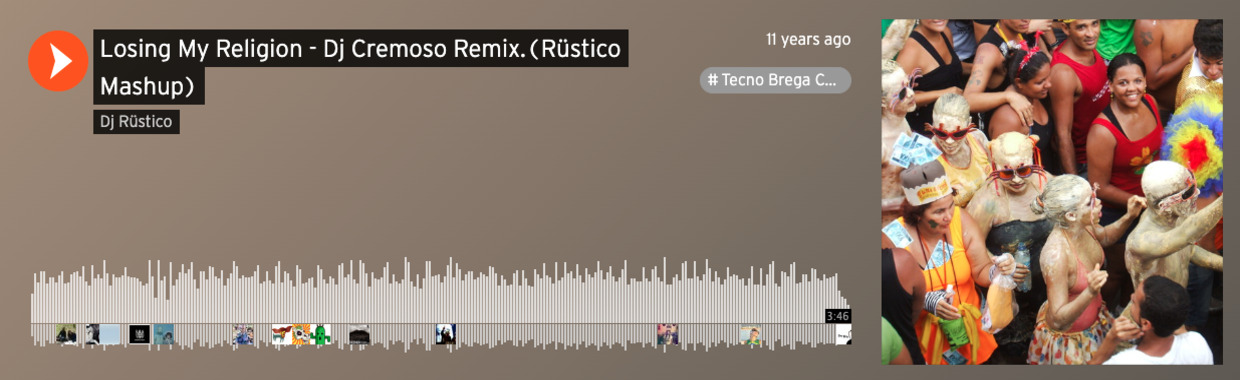 Losing My Religion - Dj Cremoso Remix. (Rüstico
Mashup)
Dj Rüstico
11 years ago
# Tecno Brega C...
3:46